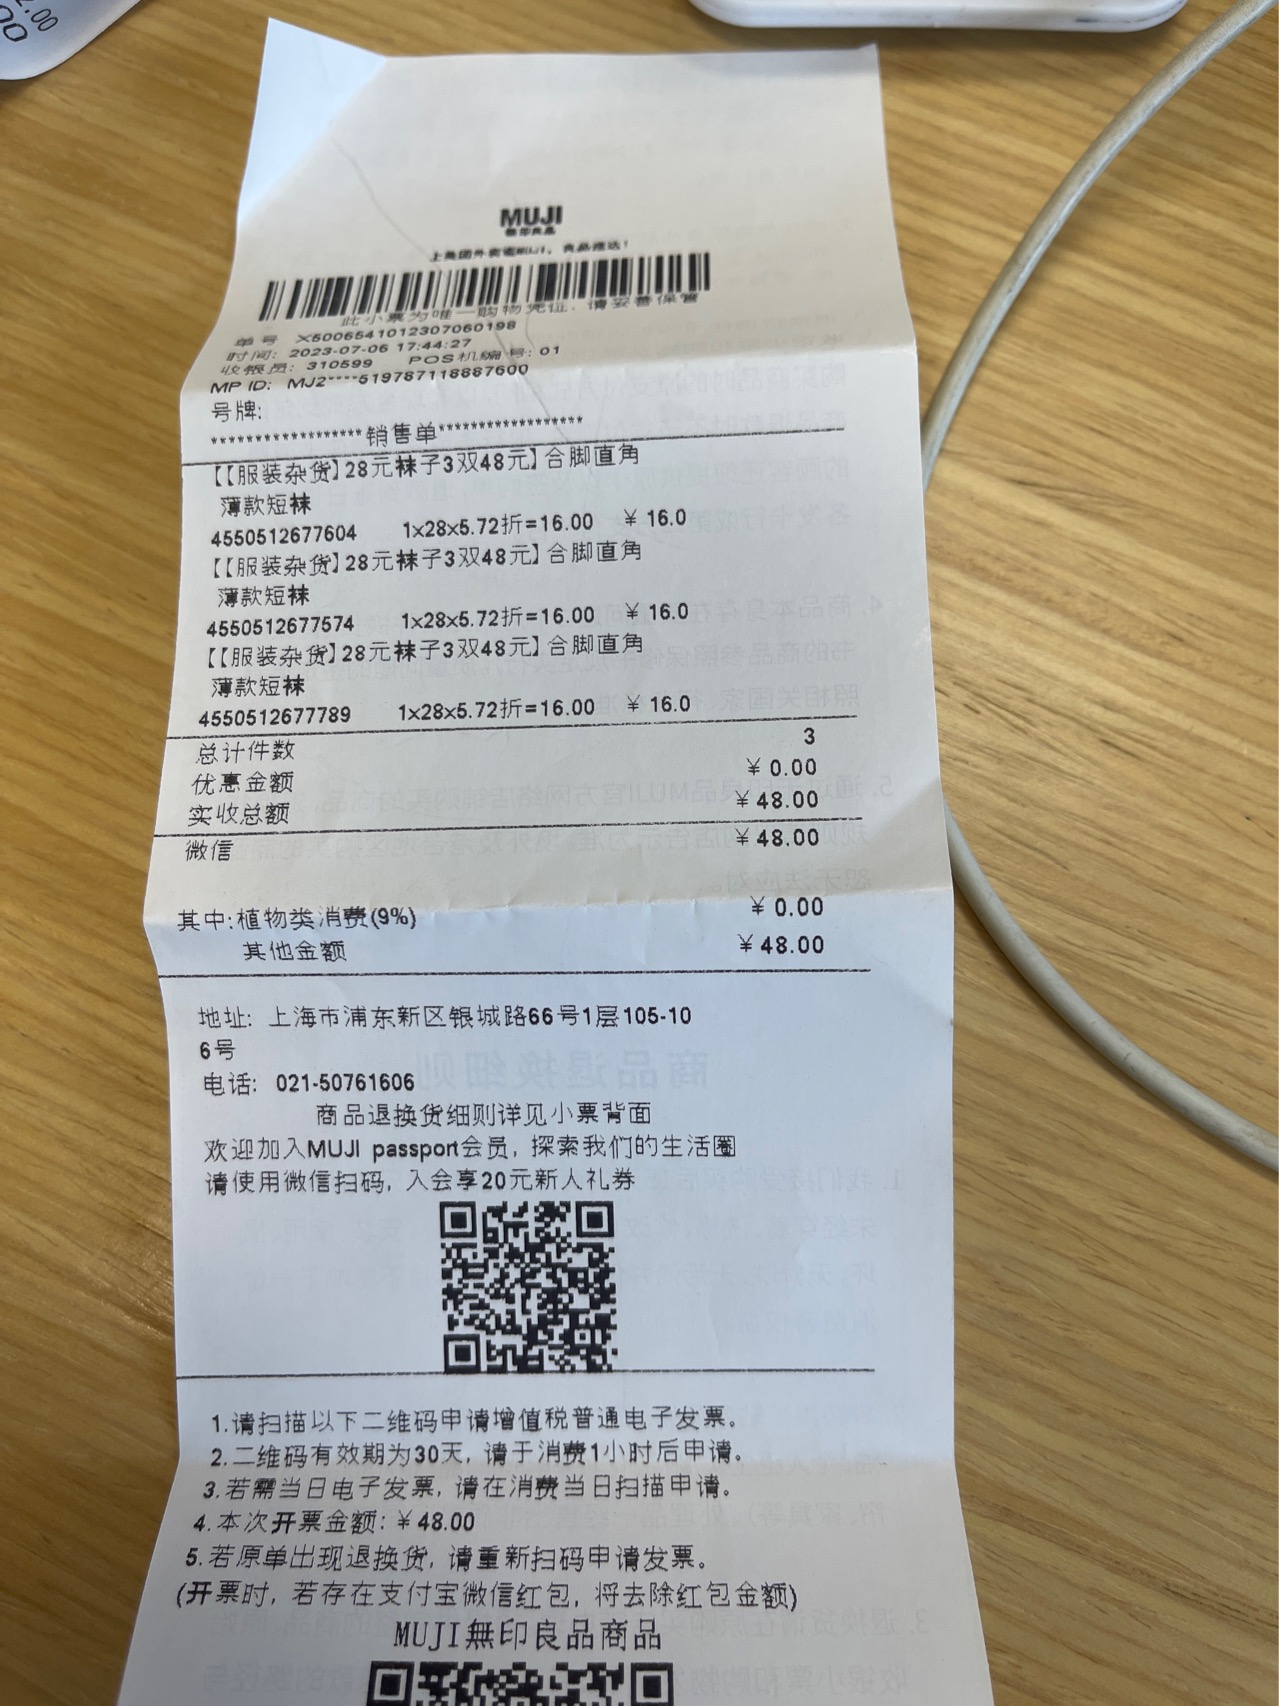 MUJI
無印良品
上美团外卖逛MUJI，良品速达！
此小票为唯一购物凭证，请妥善保管
单号 X5006541012307060198
时间: 2023-07-06 17:44:27
收银员: 310599 POS机编号: 01
MP ID: MJ2****519787118887600
号牌:
******************销售单******************
【【服装杂货】28元袜子3双48元】合脚直角
薄款短袜
4550512677604 1x28x5.72折=16.00 ￥16.0
【【服装杂货】28元袜子3双48元】合脚直角
薄款短袜
4550512677574 1x28x5.72折=16.00 ￥16.0
【【服装杂货】28元袜子3双48元】合脚直角
薄款短袜
4550512677789 1x28x5.72折=16.00 ￥16.0
总计件数 3
优惠金额 ￥0.00
实收总额 ￥48.00
微信 ￥48.00
其中:植物类消费(9%) ￥0.00
其他金额 ￥48.00
地址: 上海市浦东新区银城路66号1层105-10
6号
电话: 021-50761606
商品退换货细则详见小票背面
欢迎加入MUJI passport会员, 探索我们的生活圈
请使用微信扫码, 入会享20元新人礼券
1.请扫描以下二维码申请增值税普通电子发票。
2.二维码有效期为30天, 请于消费1小时后申请。
3.若需当日电子发票, 请在消费当日扫描申请。
4.本次开票金额: ￥48.00
5.若原单出现退换货, 请重新扫码申请发票。
(开票时, 若存在支付宝微信红包, 将去除红包金额)
MUJI無印良品商品